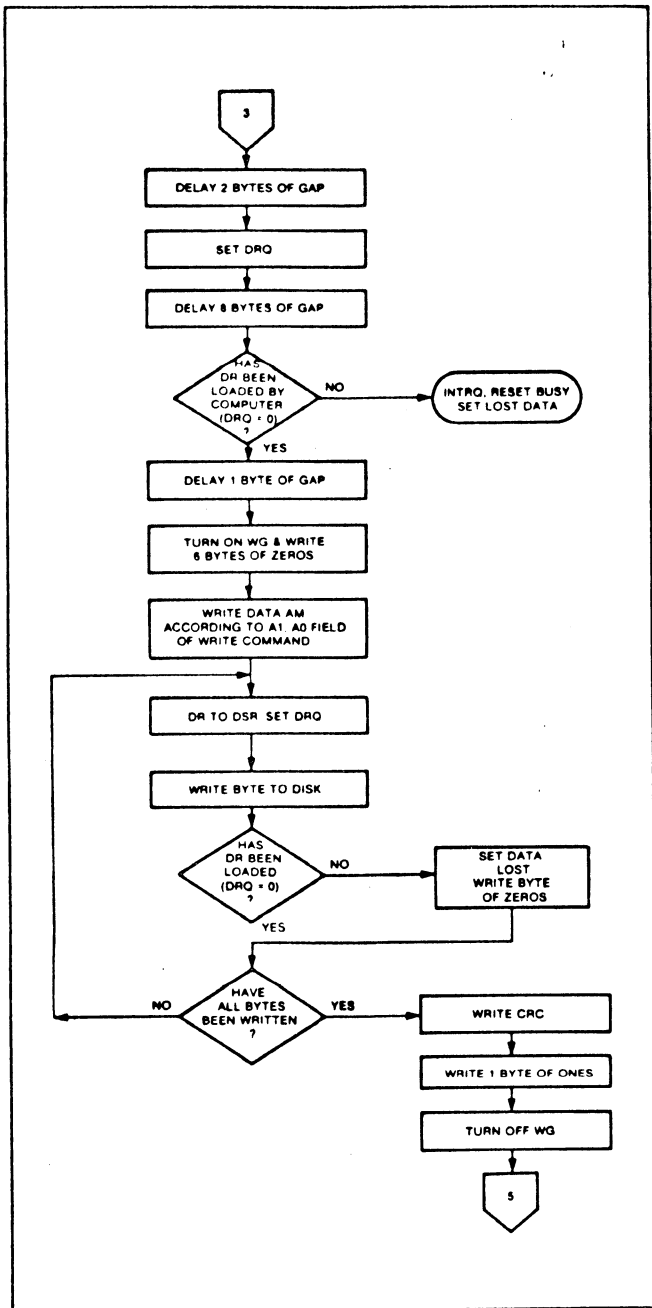 3
DELAY 2 BYTES OF GAP
SET DRQ
DELAY 8 BYTES OF GAP
HAS
DR BEEN
LOADED BY
COMPUTER
(DRQ = 0)
?
NO
INTRQ, RESET BUSY
SET LOST DATA
YES
DELAY 1 BYTE OF GAP
TURN ON WG & WRITE
6 BYTES OF ZEROS
WRITE DATA AM
ACCORDING TO A1, A0 FIELD
OF WRITE COMMAND
DR TO DSR SET DRQ
WRITE BYTE TO DISK
HAS
DR BEEN
LOADED
(DRQ = 0)
?
NO
SET DATA
LOST
WRITE BYTE
OF ZEROS
YES
HAVE
ALL BYTES
BEEN WRITTEN
?
NO
YES
WRITE CRC
WRITE 1 BYTE OF ONES
TURN OFF WG
5